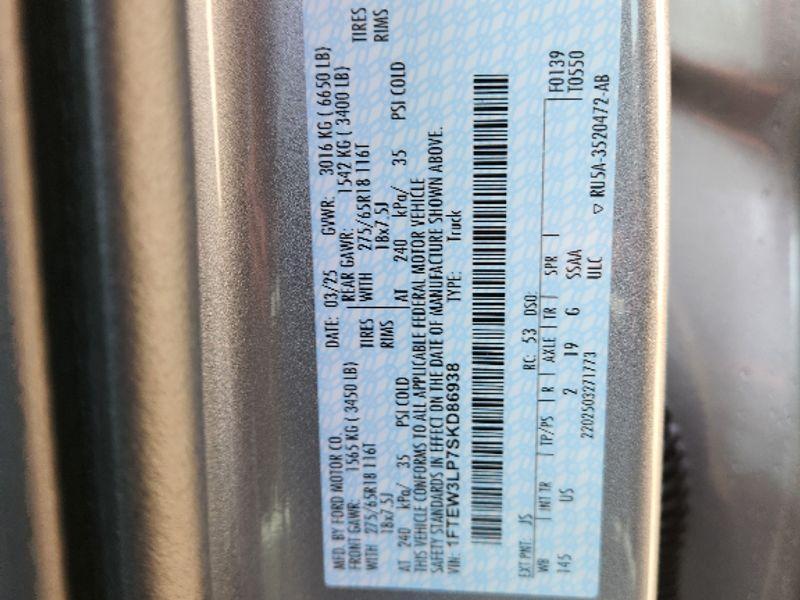 MFD. BY FORD MOTOR CO.
DATE: 03/25 GVWR: 3016 KG ( 6650 LB)
FRONT GAWR: 1565 KG ( 3450 LB) REAR GAWR: 1542 KG ( 3400 LB)
WITH 275/65R18 116T TIRES WITH 275/65R18 116T TIRES
18x7.5J RIMS 18x7.5J RIMS
AT 240 kPa/ 35 PSI COLD AT 240 kPa/ 35 PSI COLD
THIS VEHICLE CONFORMS TO ALL APPLICABLE FEDERAL MOTOR VEHICLE
SAFETY STANDARDS IN EFFECT ON THE DATE OF MANUFACTURE SHOWN ABOVE.
VIN: 1FTEW3LP7SKD86938 TYPE: Truck
EXT PNT: JS RC: 53 DSO: F0139
WB INT TR TP/PS R AXLE TR SPR T0550
145 US 2 19 G SSAA
2202503271773 ULC ▽ RU5A-3520472-AB